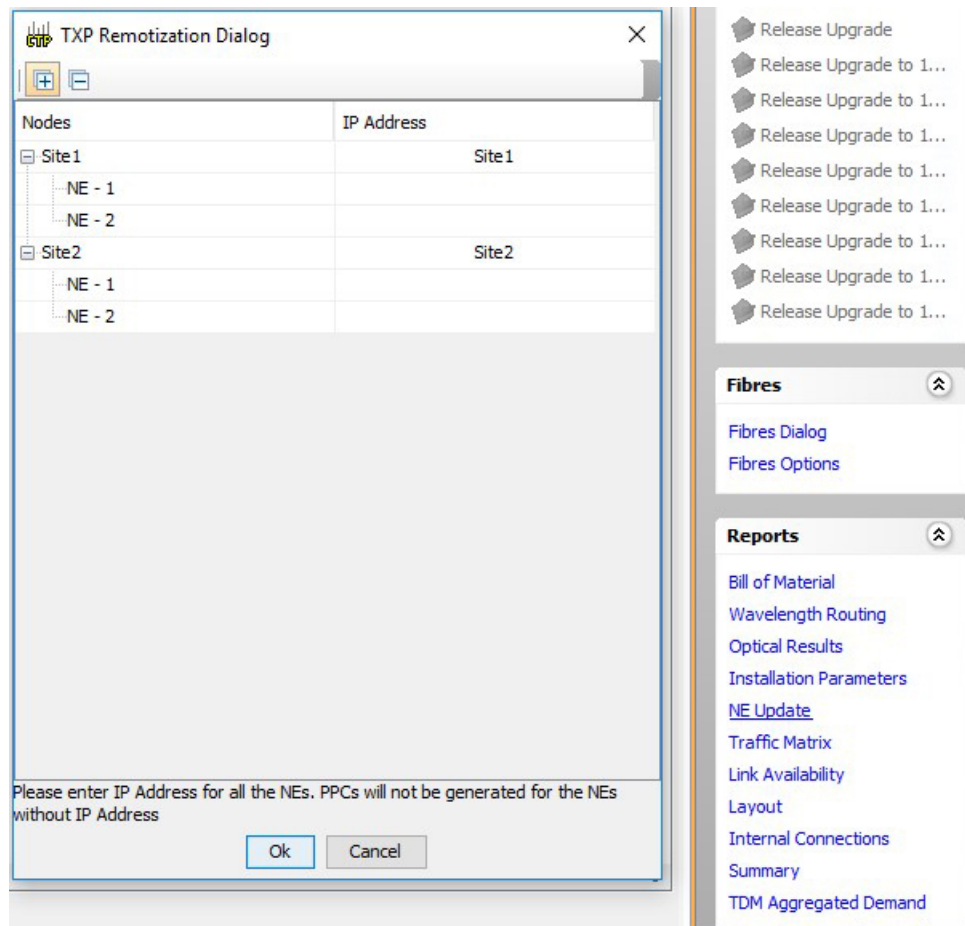 CTP TXP Remotization Dialog
Nodes IP Address
Site1 Site1
NE - 1
NE - 2
Site2 Site2
NE - 1
NE - 2
Please enter IP Address for all the NEs. PPCs will not be generated for the NEs
without IP Address
Ok Cancel
Release Upgrade
Release Upgrade to 1...
Release Upgrade to 1...
Release Upgrade to 1...
Release Upgrade to 1...
Release Upgrade to 1...
Release Upgrade to 1...
Release Upgrade to 1...
Release Upgrade to 1...
Fibres
Fibres Dialog
Fibres Options
Reports
Bill of Material
Wavelength Routing
Optical Results
Installation Parameters
NE Update
Traffic Matrix
Link Availability
Layout
Internal Connections
Summary
TDM Aggregated Demand